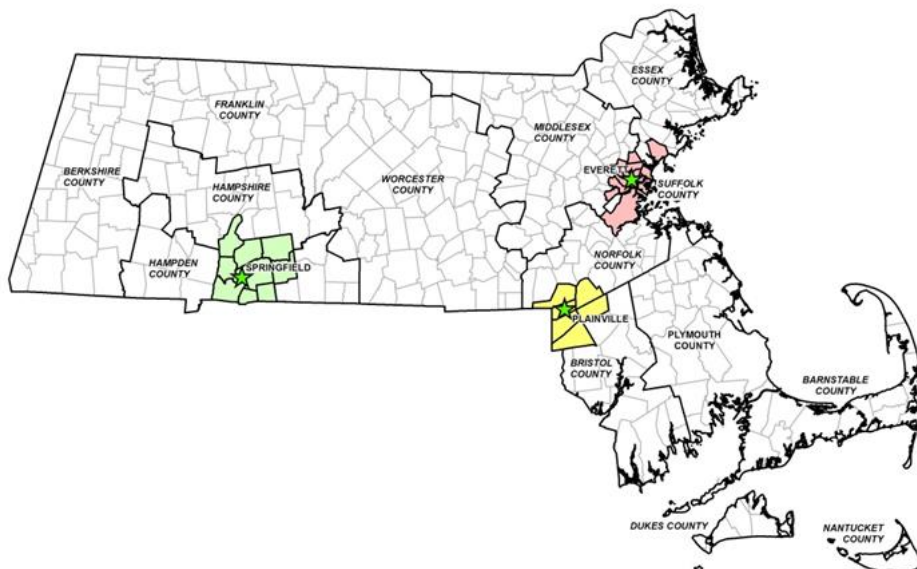 ESSEX
COUNTY
FRANKLIN
COUNTY
MIDDLESEX
COUNTY
EVERETT
BERKSHIRE
COUNTY
HAMPSHIRE
COUNTY
WORCESTER
COUNTY
SUFFOLK
COUNTY
HAMPDEN
COUNTY
SPRINGFIELD
NORFOLK
COUNTY
PLAINVILLE
PLYMOUTH
COUNTY
BRISTOL
COUNTY
BARNSTABLE
COUNTY
DUKES COUNTY
NANTUCKET
COUNTY